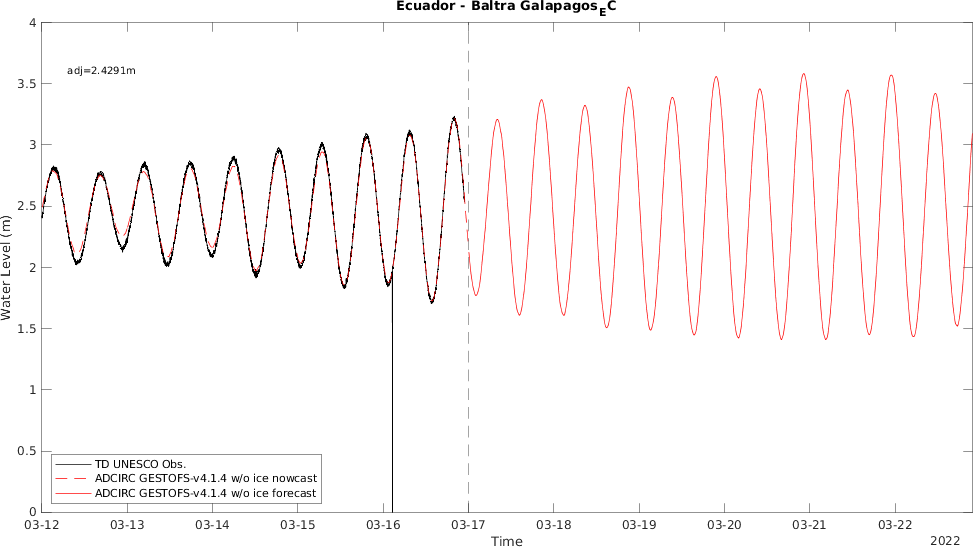 Ecuador - Baltra Galapagos_EC
adj=2.4291m
Water Level (m)
4
3.5
3
2.5
2
1.5
1
0.5
0
TD UNESCO Obs.
ADCIRC GESTOFS-v4.1.4 w/o ice nowcast
ADCIRC GESTOFS-v4.1.4 w/o ice forecast
03-12 03-13 03-14 03-15 03-16 03-17 03-18 03-19 03-20 03-21 03-22
Time
2022